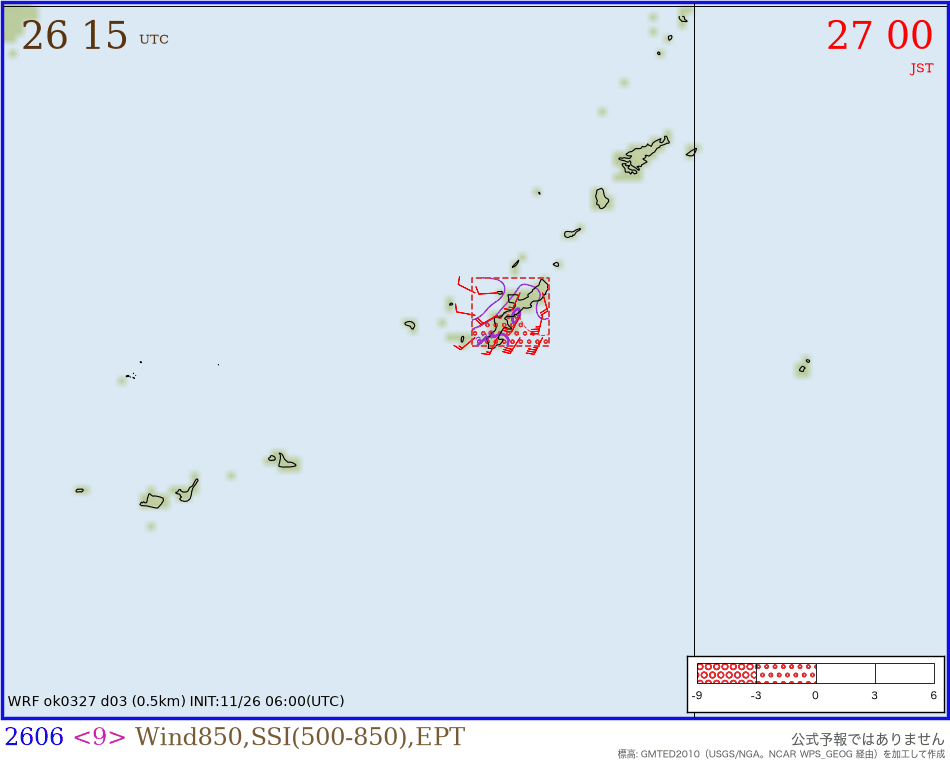 26 15 UTC
27 00
JST
WRF ok0327 d03 (0.5km) INIT:11/26 06:00(UTC)
-9 -3 0 3 6
2606 <9> Wind850,SSI(500-850),EPT
公式予報ではありません
標高: GMTED2010（USGS/NGA。NCAR WPS_GEOG 経由）を加工して作成